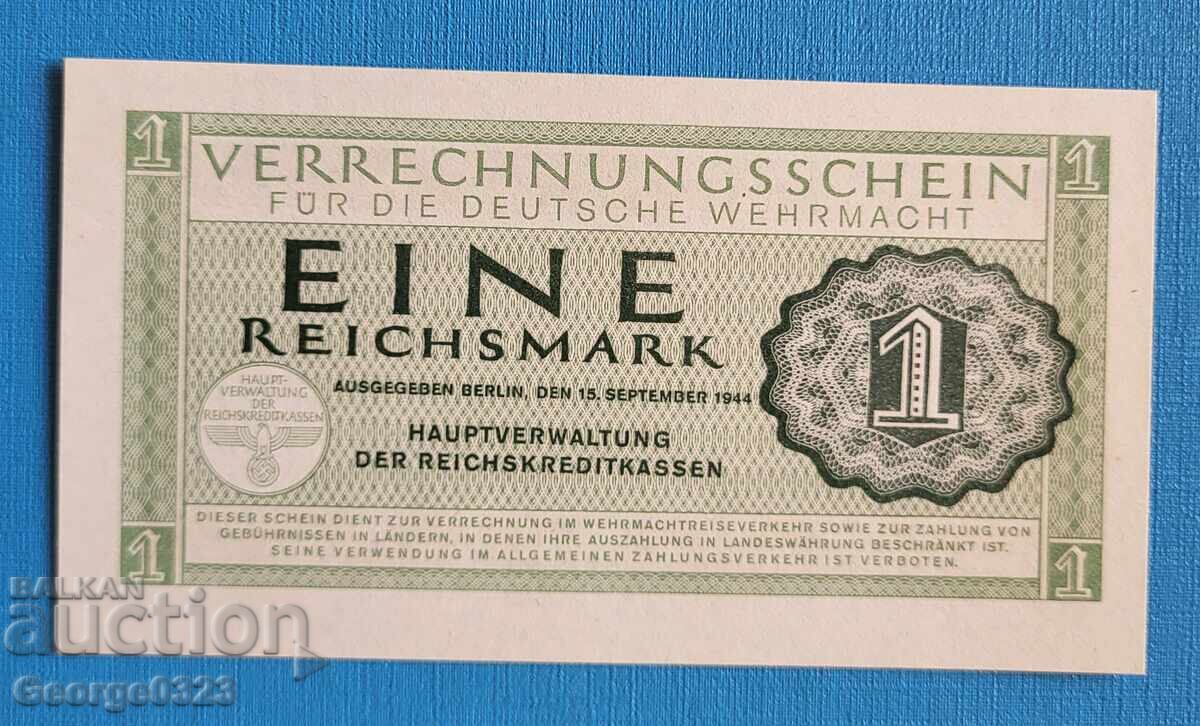 1
1
VERRECHNUNGSSCHEIN
FÜR DIE DEUTSCHE WEHRMACHT
EINE
REICHSMARK
1
AUSGEGEBEN BERLIN, DEN 15. SEPTEMBER 1944
HAUPT-
VERWALTUNG
DER
REICHSKREDITKASSEN
HAUPTVERWALTUNG
DER REICHSKREDITKASSEN
DIESER SCHEIN DIENT ZUR VERRECHNUNG IM WEHRMACHTREISEVERKEHR SOWIE ZUR ZAHLUNG VON
GEBÜHRNISSEN IN LÄNDERN, IN DENEN IHRE AUSZAHLUNG IN LANDESWÄHRUNG BESCHRÄNKT IST.
SEINE VERWENDUNG IM ALLGEMEINEN ZAHLUNGSVERKEHR IST VERBOTEN.
1
1
BALKAN
auction
George0323